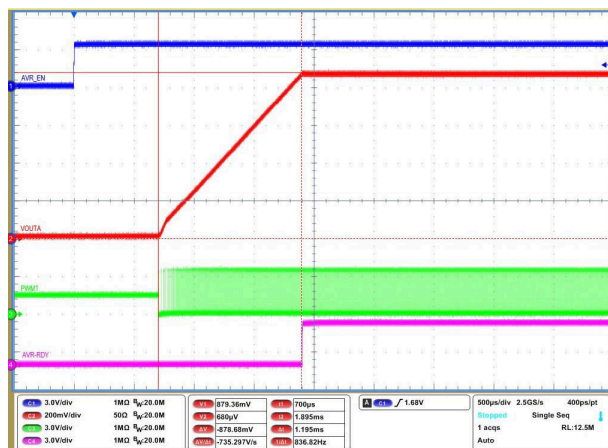 1
AVR_EN
VOUTA
2
PWM1
3
AVR-RDY
4
C1 3.0V/div 1MΩ BW:20.0M
C2 200mV/div 50Ω BW:20.0M
C3 3.0V/div 1MΩ BW:20.0M
C4 3.0V/div 1MΩ BW:20.0M
V1 879.36mV t1 700µs
V2 680µV t2 1.895ms
ΔV -878.68mV Δt 1.195ms
ΔV/Δt -735.297V/s 1/Δt 836.82Hz
A C1 1.68V
500µs/div 2.5GS/s 400ps/pt
Stopped Single Seq
1 acqs RL:12.5M
Auto